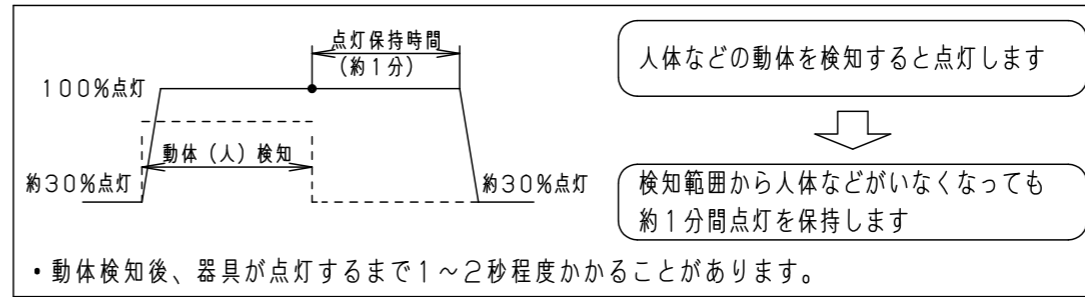 点灯保持時間
(約1分)
100%点灯
動体(人)検知
約30%点灯
約30%点灯
人体などの動体を検知すると点灯します
検知範囲から人体などがいなくなっても
約1分間点灯を保持します
・動体検知後、器具が点灯するまで1〜2秒程度かかることがあります。